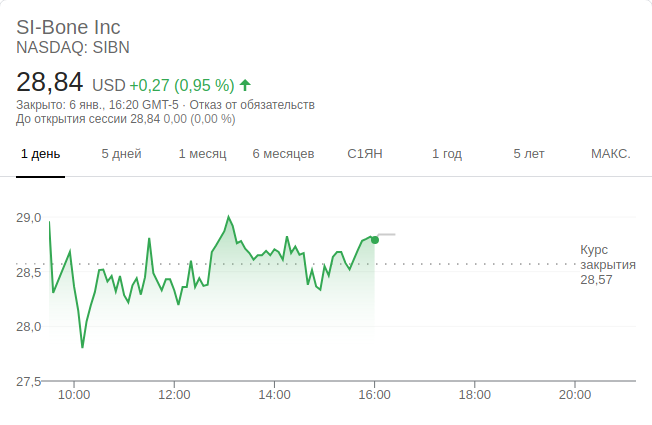 SI-Bone Inc
NASDAQ: SIBN
28,84 USD +0,27 (0,95 %)
Закрыто: 6 янв., 16:20 GMT-5 · Отказ от обязательств
До открытия сессии 28,84 0,00 (0,00 %)
1 день 5 дней 1 месяц 6 месяцев С1ЯН 1 год 5 лет МАКС.
29,0
28,5
28,0
27,5
Курс
закрытия
28,57
10:00 12:00 14:00 16:00 18:00 20:00